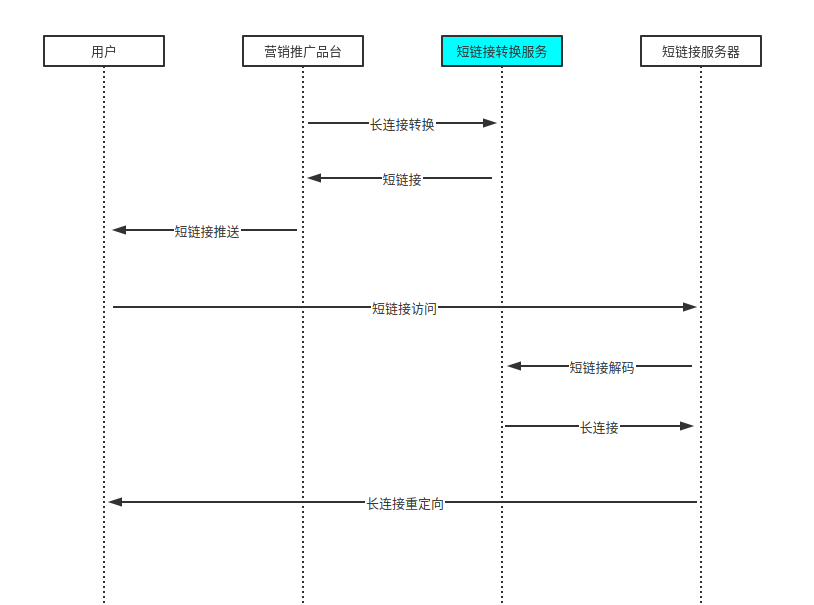 用户
营销推广品台
短链接转换服务
短链接服务器
长连接转换
短链接
短链接推送
短链接访问
短链接解码
长连接
长连接重定向